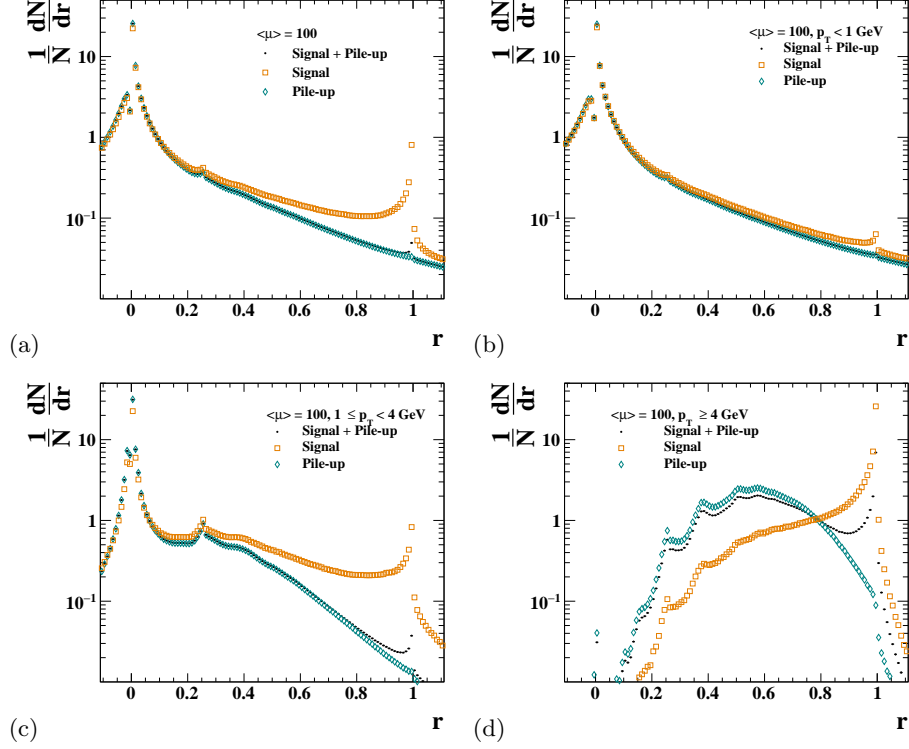 1/N dN/dr
10
1
10⁻¹
⟨μ⟩ = 100
Signal + Pile-up
Signal
Pile-up
0 0.2 0.4 0.6 0.8 1
r
(a)
1/N dN/dr
10
1
10⁻¹
⟨μ⟩ = 100, p_T < 1 GeV
Signal + Pile-up
Signal
Pile-up
0 0.2 0.4 0.6 0.8 1
r
(b)
1/N dN/dr
10
1
10⁻¹
⟨μ⟩ = 100, 1 ≤ p_T < 4 GeV
Signal + Pile-up
Signal
Pile-up
0 0.2 0.4 0.6 0.8 1
r
(c)
1/N dN/dr
10
1
10⁻¹
⟨μ⟩ = 100, p_T ≥ 4 GeV
Signal + Pile-up
Signal
Pile-up
0 0.2 0.4 0.6 0.8 1
r
(d)